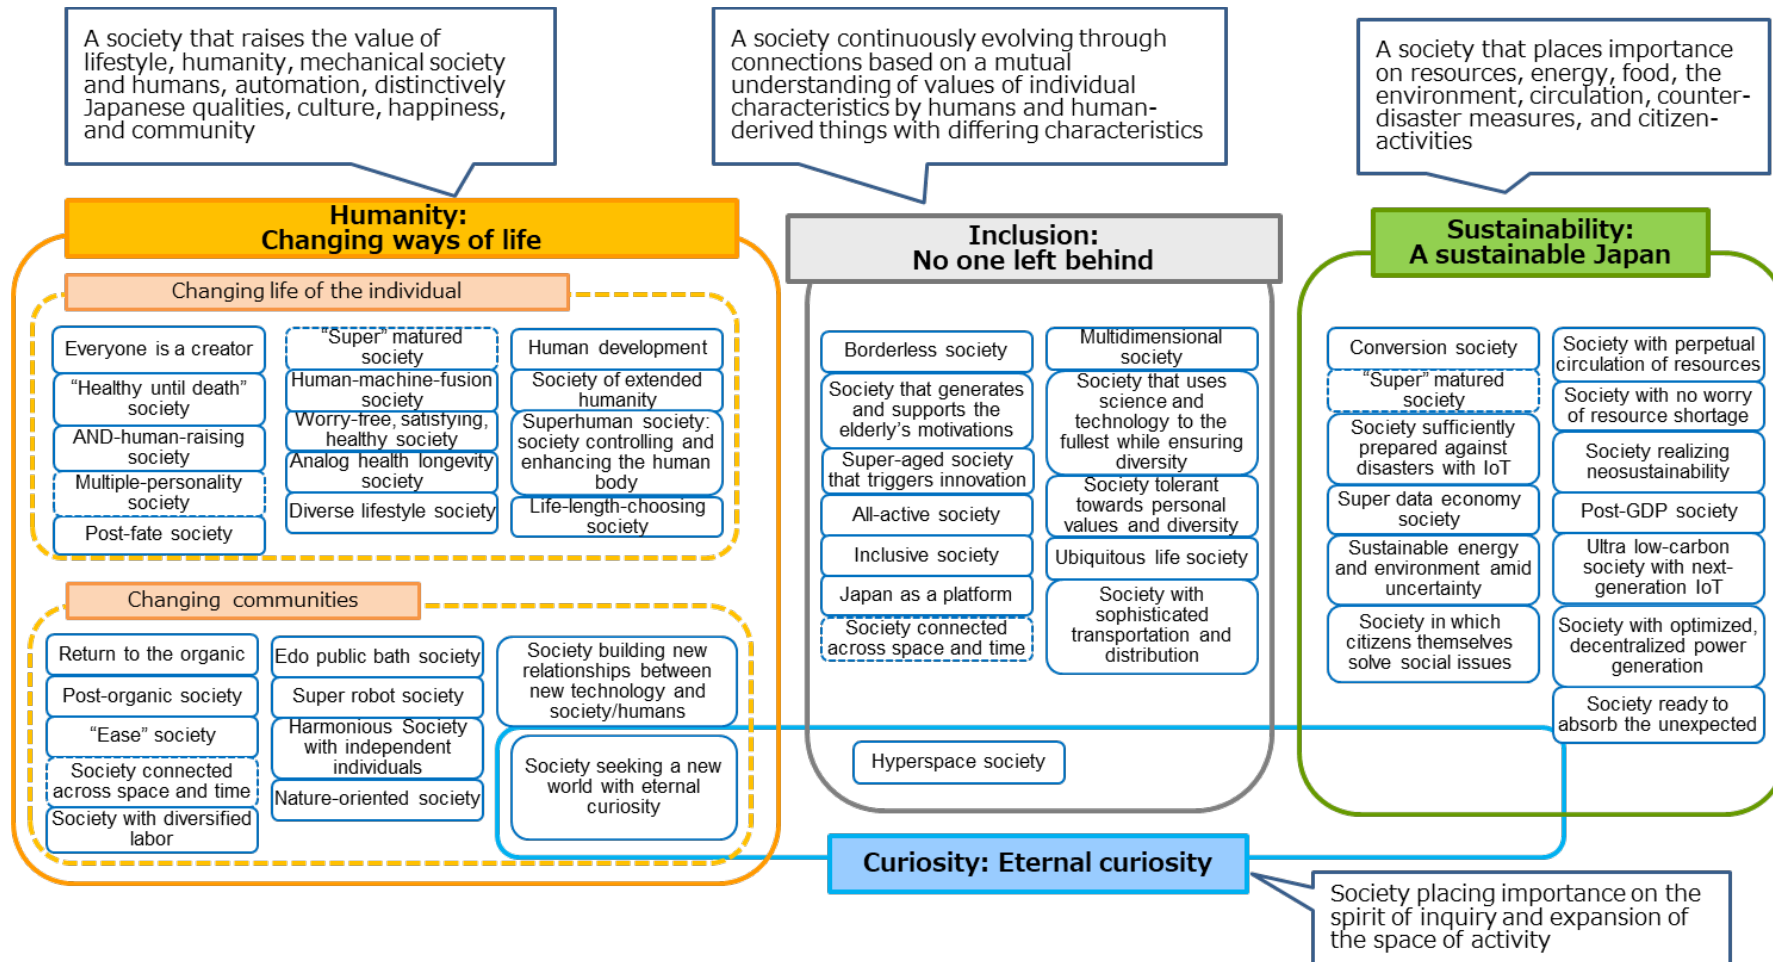 A society that raises the value of
lifestyle, humanity, mechanical society
and humans, automation, distinctively
Japanese qualities, culture, happiness,
and community
A society continuously evolving through
connections based on a mutual
understanding of values of individual
characteristics by humans and human-
derived things with differing characteristics
A society that places importance
on resources, energy, food, the
environment, circulation, counter-
disaster measures, and citizen-
activities
Humanity:
Changing ways of life
Changing life of the individual
Everyone is a creator
“Healthy until death”
society
AND-human-raising
society
Multiple-personality
society
Post-fate society
“Super” matured
society
Human-machine-fusion
society
Worry-free, satisfying,
healthy society
Analog health longevity
society
Diverse lifestyle society
Human development
Society of extended
humanity
Superhuman society:
society controlling and
enhancing the human
body
Life-length-choosing
society
Changing communities
Return to the organic
Post-organic society
“Ease” society
Society connected
across space and time
Society with diversified
labor
Edo public bath society
Super robot society
Harmonious Society
with independent
individuals
Nature-oriented society
Society building new
relationships between
new technology and
society/humans
Society seeking a new
world with eternal
curiosity
Inclusion:
No one left behind
Borderless society
Society that generates
and supports the
elderly’s motivations
Super-aged society
that triggers innovation
All-active society
Inclusive society
Japan as a platform
Society connected
across space and time
Multidimensional
society
Society that uses
science and
technology to the
fullest while ensuring
diversity
Society tolerant
towards personal
values and diversity
Ubiquitous life society
Society with
sophisticated
transportation and
distribution
Hyperspace society
Sustainability:
A sustainable Japan
Conversion society
“Super” matured
society
Society sufficiently
prepared against
disasters with IoT
Super data economy
society
Sustainable energy
and environment amid
uncertainty
Society in which
citizens themselves
solve social issues
Society with perpetual
circulation of resources
Society with no worry
of resource shortage
Society realizing
neosustainability
Post-GDP society
Ultra low-carbon
society with next-
generation IoT
Society with optimized,
decentralized power
generation
Society ready to
absorb the unexpected
Curiosity: Eternal curiosity
Society placing importance on the
spirit of inquiry and expansion of
the space of activity